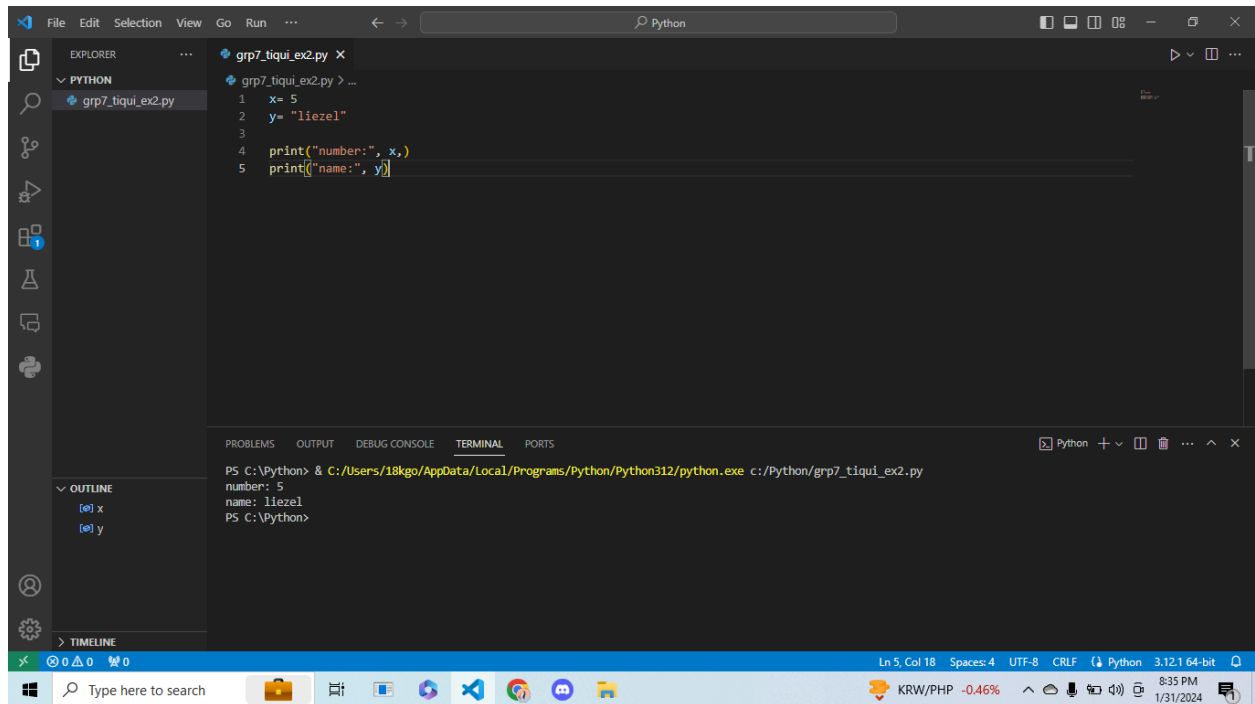 File Edit Selection View Go Run ··· Python
EXPLORER ··· grp7_tiqui_ex2.py
PYTHON grp7_tiqui_ex2.py > ...
grp7_tiqui_ex2.py
1 x= 5
2 y= "liezel"
3
4 print("number:", x,)
5 print("name:", y)
1
PROBLEMS OUTPUT DEBUG CONSOLE TERMINAL PORTS Python
PS C:\Python> & C:/Users/18kgo/AppData/Local/Programs/Python/Python312/python.exe c:/Python/grp7_tiqui_ex2.py
number: 5
name: liezel
PS C:\Python>
OUTLINE
x
y
TIMELINE
0 0 0 Ln 5, Col 18 Spaces: 4 UTF-8 CRLF Python 3.12.1 64-bit
Type here to search KRW/PHP -0.46% 8:35 PM
1/31/2024 1